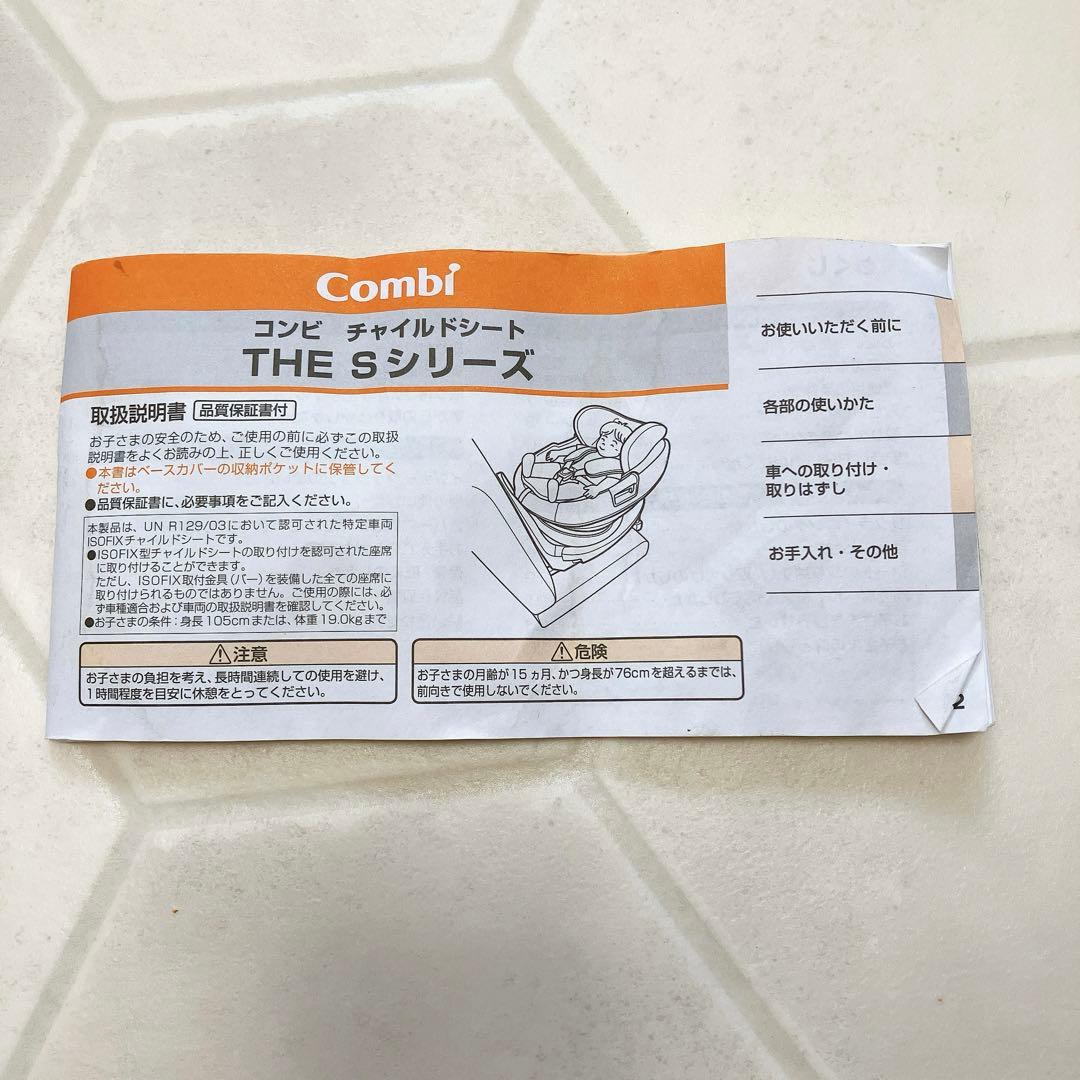 Combi
コンビ チャイルドシート
THE Sシリーズ
取扱説明書 品質保証書付
お子さまの安全のため、ご使用の前に必ずこの取扱
説明書をよくお読みの上、正しくご使用ください。
●本書はベースカバーの収納ポケットに保管してく
ださい。
●品質保証書に、必要事項をご記入ください。
本製品は、UN R129/03において認可された特定車両
ISOFIXチャイルドシートです。
●ISOFIX型チャイルドシートの取り付けを認可された座席
に取り付けることができます。
ただし、ISOFIX取付金具(バー)を装備した全ての座席に
取り付けられるものではありません。ご使用の際には、必
ず車種適合および車両の取扱説明書を確認してください。
●お子さまの条件:身長105cmまたは、体重19.0kgまで
⚠注意
お子さまの負担を考え、長時間連続しての使用を避け、
1時間程度を目安に休憩をとってください。
⚠危険
お子さまの月齢が15ヵ月、かつ身長が76cmを超えるまでは、
前向きで使用しないでください。
お使いいただく前に
各部の使いかた
車への取り付け・
取りはずし
お手入れ・その他
2